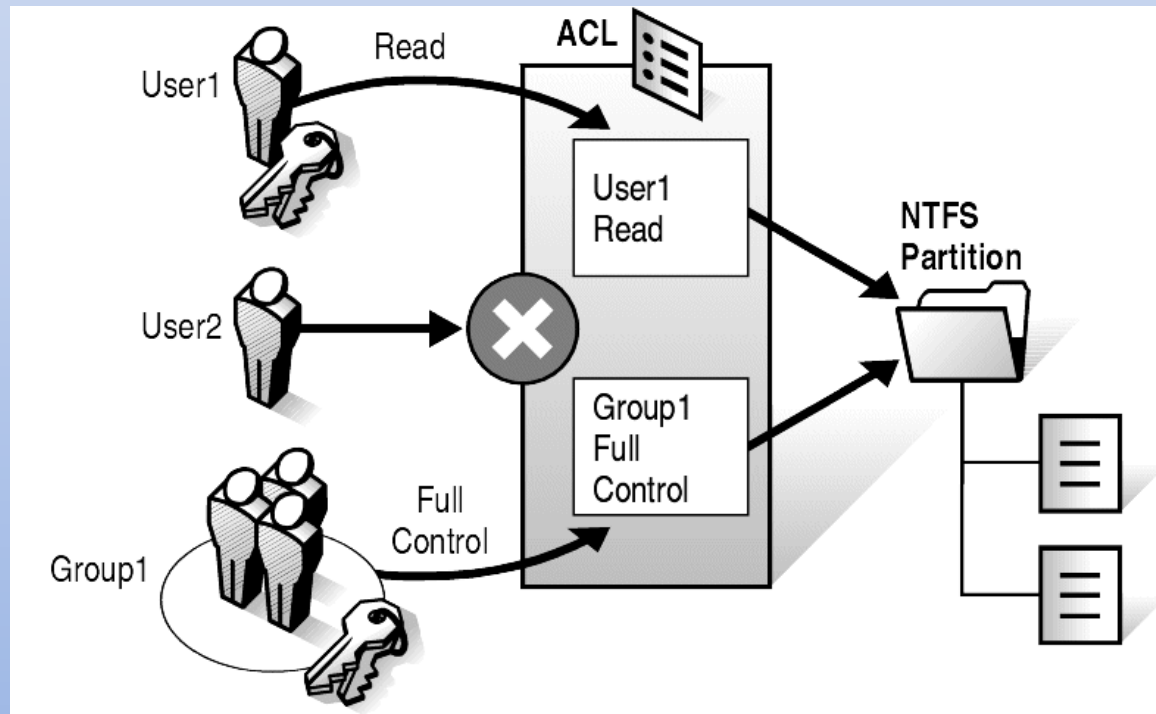 Read
ACL
User1
User1
Read
NTFS
Partition
User2
Group1
Full
Control
Full
Control
Group1